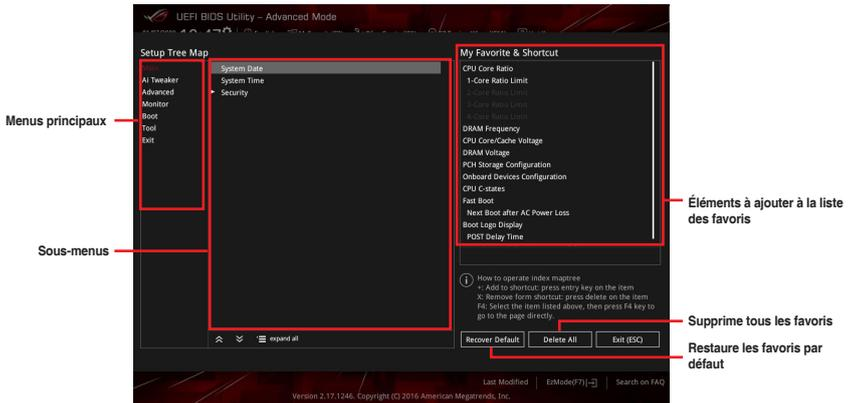 UEFI BIOS Utility – Advanced Mode
Setup Tree Map
My Favorite & Shortcut
Main
Ai Tweaker
Advanced
Monitor
Boot
Tool
Exit
System Date
System Time
Security
CPU Core Ratio
1-Core Ratio Limit
2-Core Ratio Limit
3-Core Ratio Limit
4-Core Ratio Limit
DRAM Frequency
CPU Core/Cache Voltage
DRAM Voltage
PCH Storage Configuration
Onboard Devices Configuration
CPU C-states
Fast Boot
Next Boot after AC Power Loss
Boot Logo Display
POST Delay Time
Menus principaux
Sous-menus
Éléments à ajouter à la liste
des favoris
How to operate index maptree
+: Add to shortcut: press entry key on the item
X: Remove form shortcut: press delete on the item
F4: Select the item listed above, then press F4 key to
go to the page directly.
expand all
Recover Default
Delete All
Exit (ESC)
Supprime tous les favoris
Restaure les favoris par
défaut
Last Modified
EzMode(F7)
Search on FAQ
Version 2.17.1246. Copyright (C) 2016 American Megatrends, Inc.